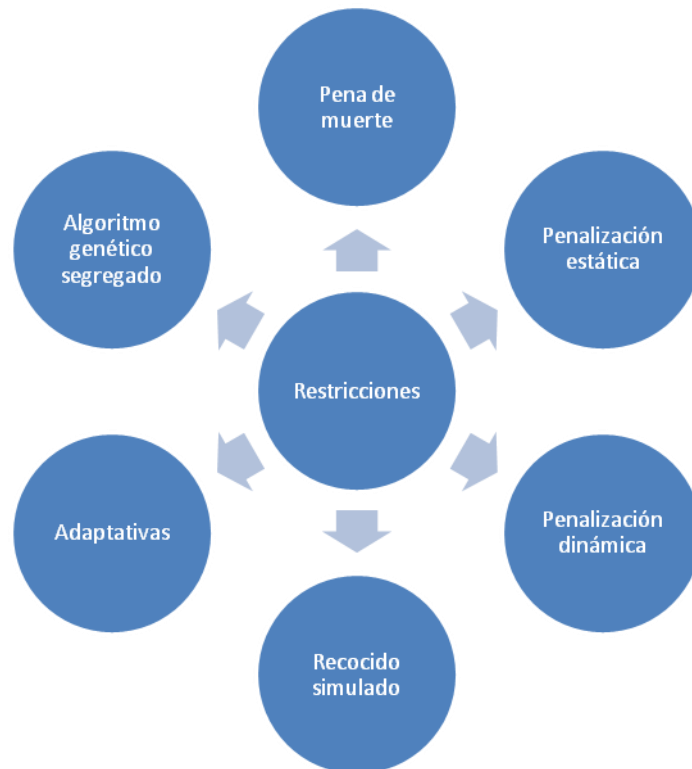 Pena de
muerte
Algoritmo
genético
segregado
Penalización
estática
Restricciones
Adaptativas
Penalización
dinámica
Recocido
simulado